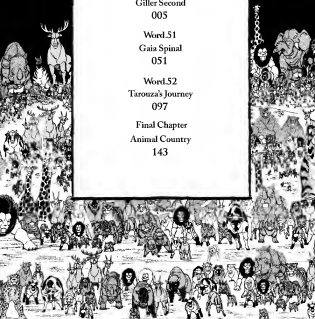 Giller Second
005
Word.51
Gaia Spinal
051
Word.52
Tarouza's Journey
097
Final Chapter
Animal Country
143